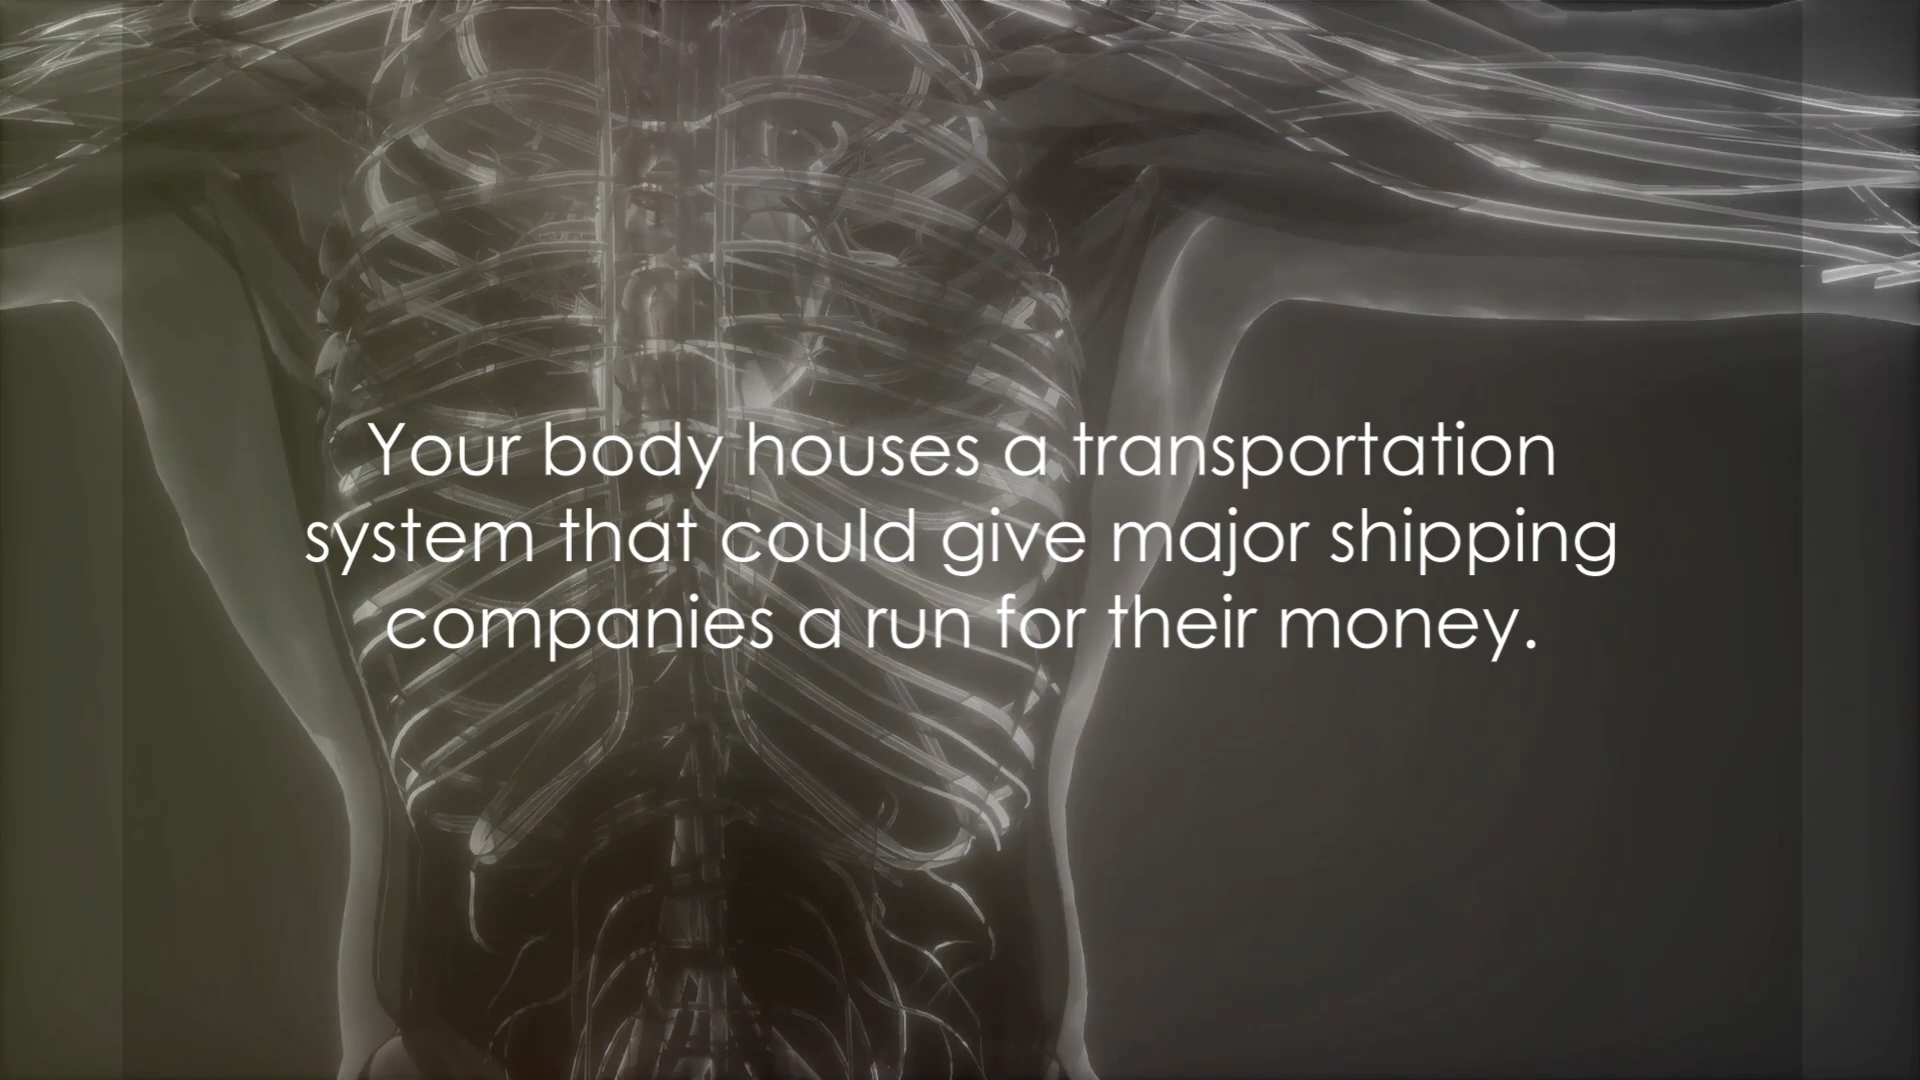 Your body houses a transportation
system that could give major shipping
companies a run for their money.